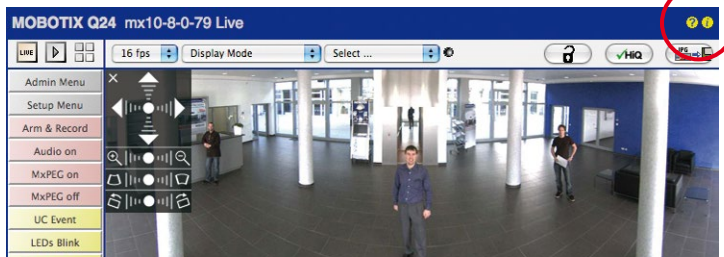 MOBOTIX Q24 mx10-8-0-79 Live
? i
LIVE
16 fps
Display Mode
Select ...
HiQ
JPG
Admin Menu
Setup Menu
Arm & Record
Audio on
MxPEG on
MxPEG off
UC Event
LEDs Blink